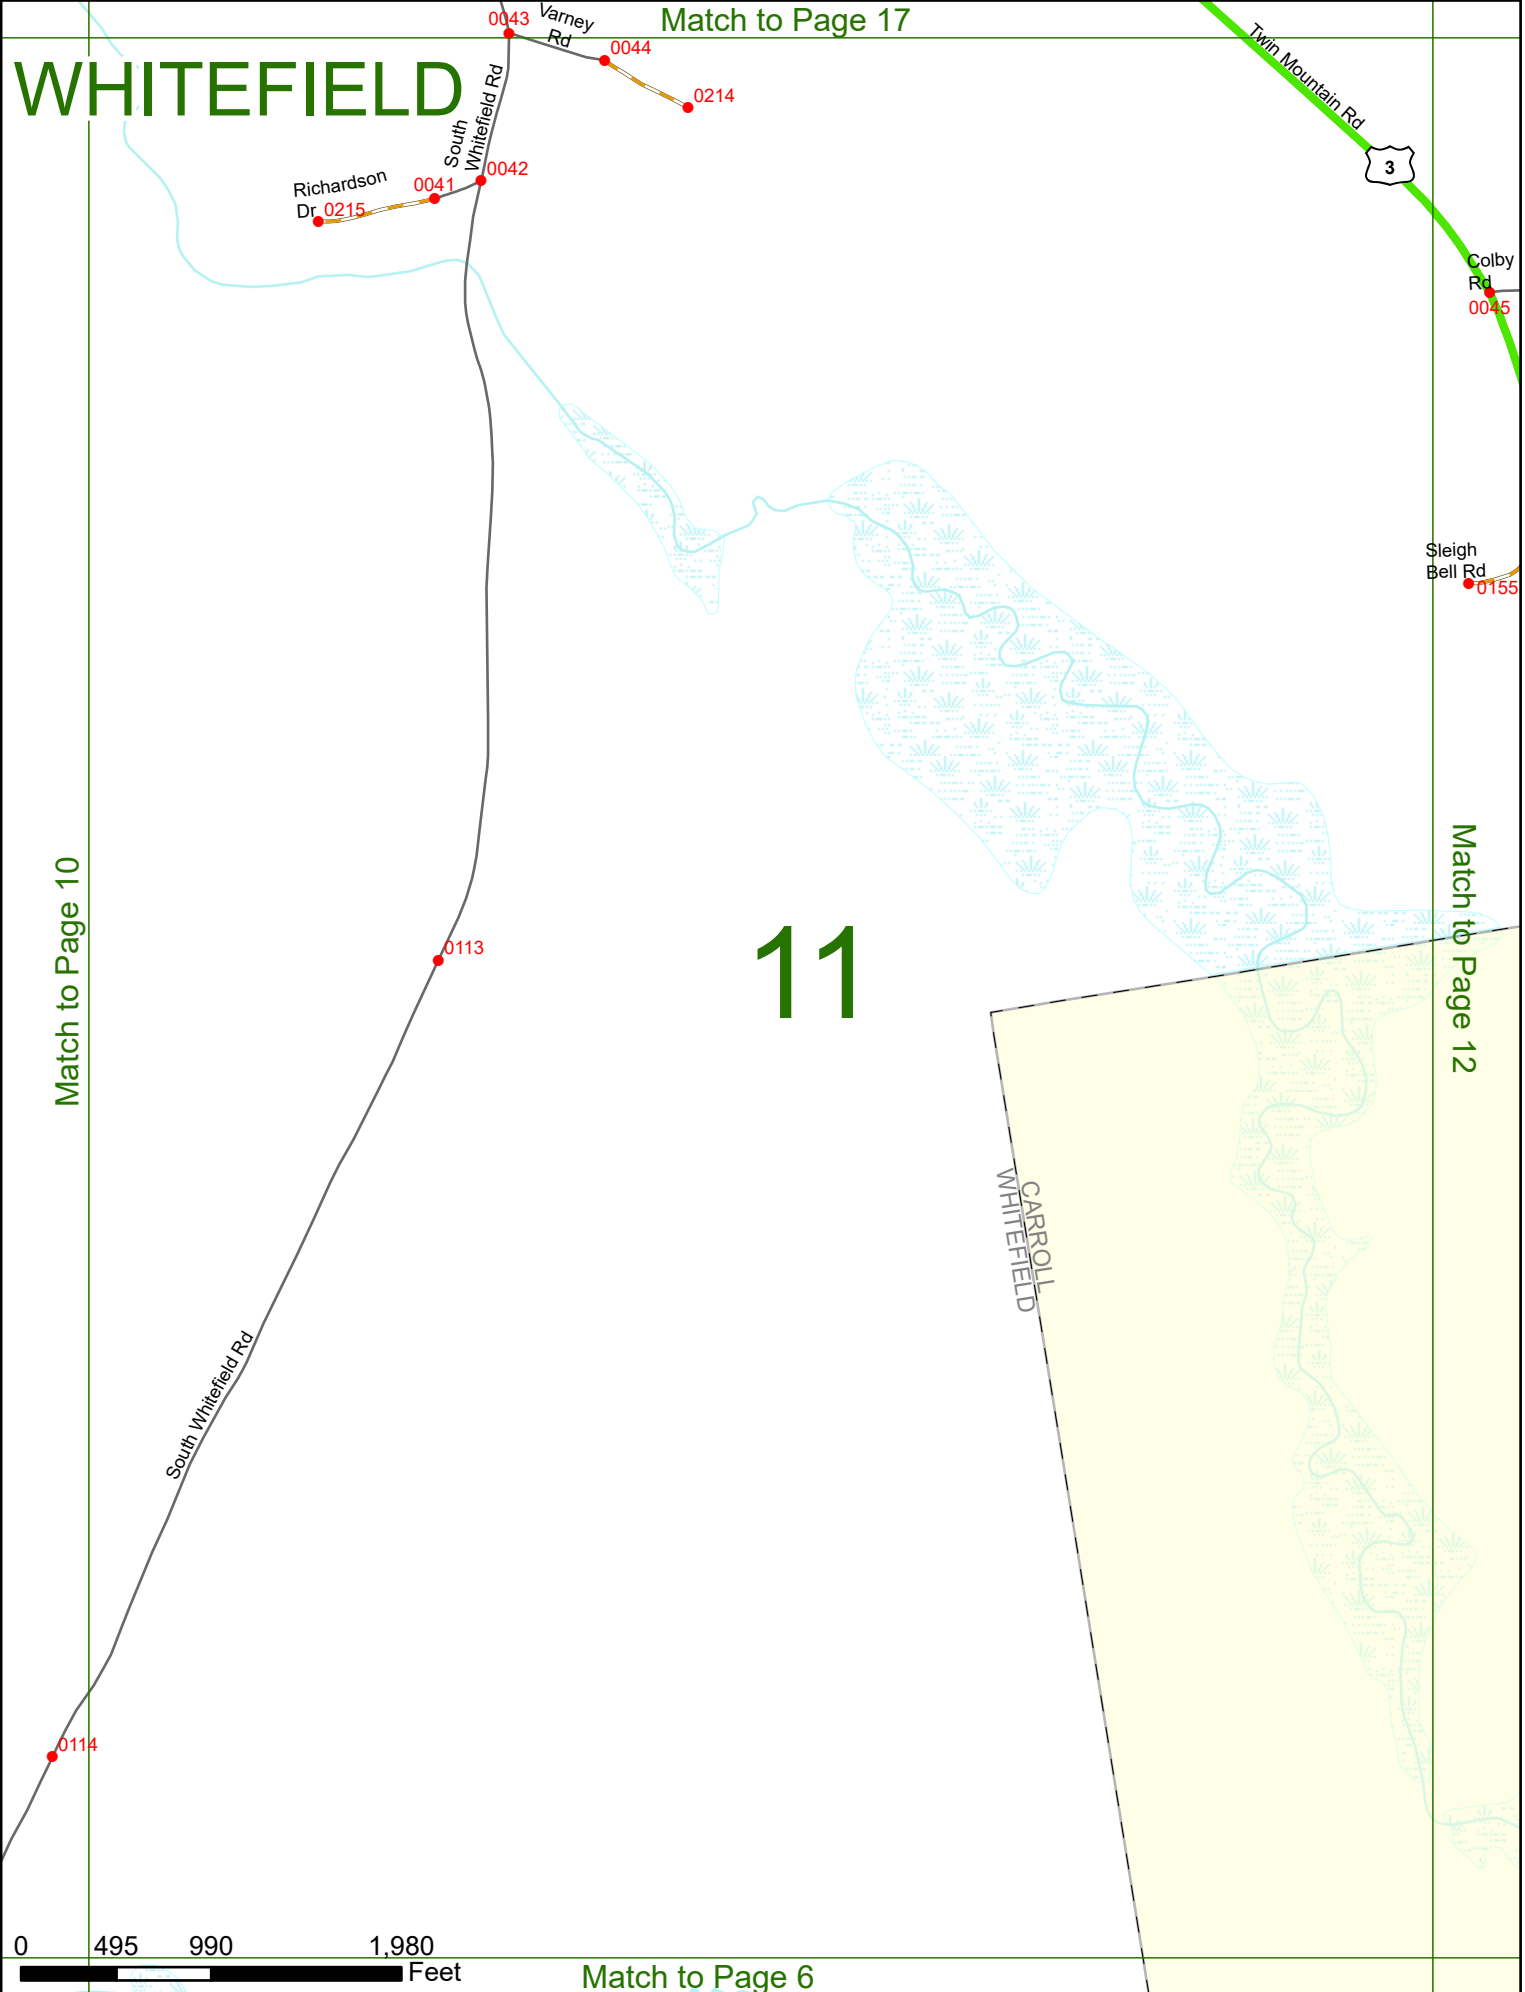 Match to Page 17
0043
Varney
Rd
0044
WHITEFIELD
0214
South
Whitefield Rd
Twin Mountain Rd
3
0042
Richardson
Dr
0041
0215
Colby
Rd
0045
Sleigh
Bell Rd
0155
Match to Page 10
Match to Page 12
11
0113
CARROLL
WHITEFIELD
South Whitefield Rd
0114
0 495 990 1,980
Feet
Match to Page 6